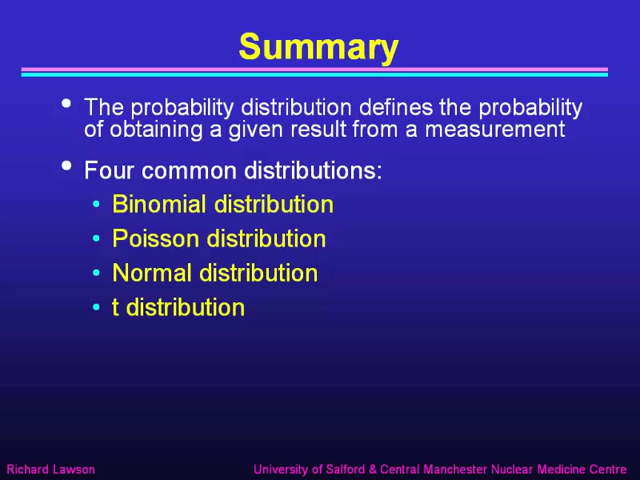 Summary
• The probability distribution defines the probability
of obtaining a given result from a measurement
• Four common distributions:
• Binomial distribution
• Poisson distribution
• Normal distribution
• t distribution
Richard Lawson
University of Salford & Central Manchester Nuclear Medicine Centre